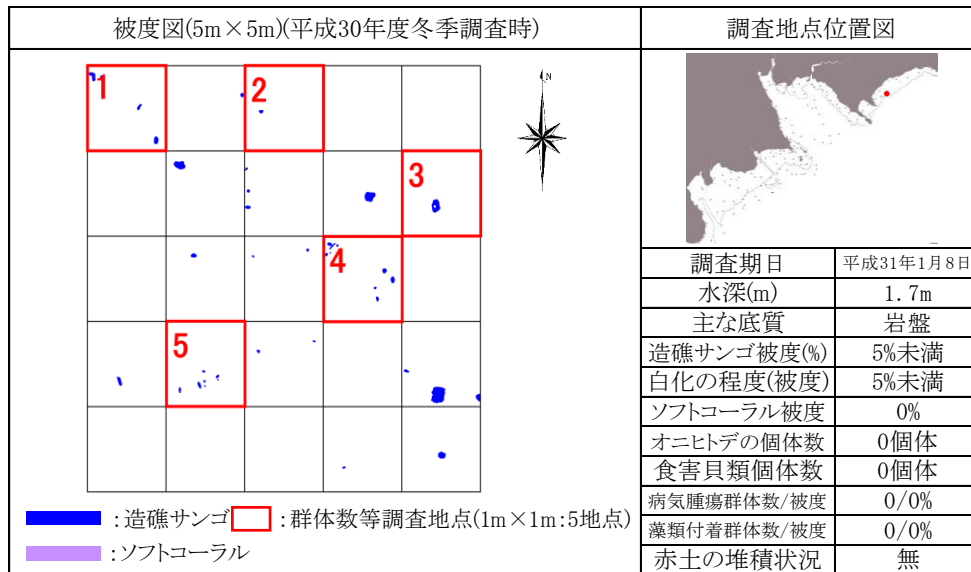 被度図(5m×5m)(平成30年度冬季調査時)
調査地点位置図
N
1
2
3
4
5
調査期日 平成31年1月8日
水深(m) 1.7m
主な底質 岩盤
造礁サンゴ被度(%) 5%未満
白化の程度(被度) 5%未満
ソフトコーラル被度 0%
オニヒトデの個体数 0個体
食害貝類個体数 0個体
病気腫瘍群体数/被度 0/0%
藻類付着群体数/被度 0/0%
赤土の堆積状況 無
:造礁サンゴ :群体数等調査地点(1m×1m:5地点)
:ソフトコーラル